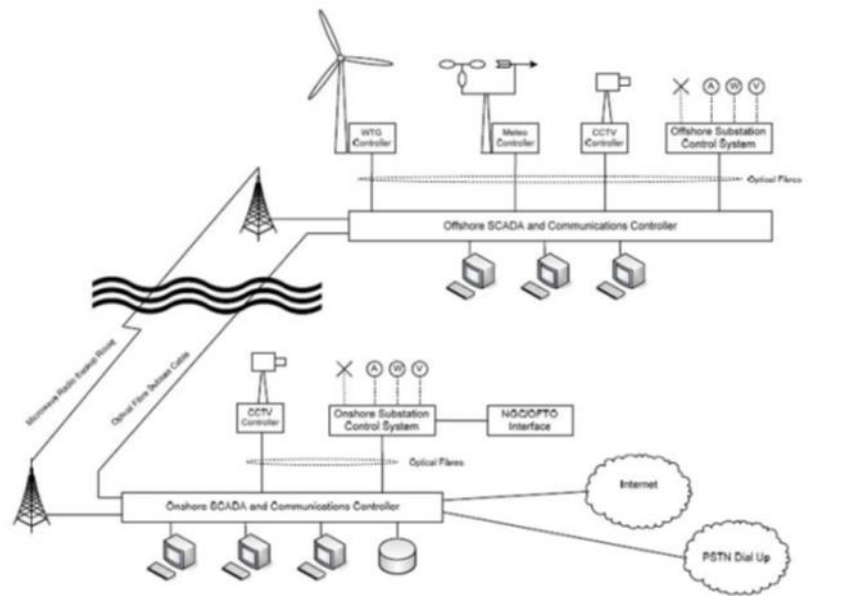 WTG
Controller
Meteo
Controller
CCTV
Controller
A W V
Offshore Substation
Control System
Optical Fibres
Offshore SCADA and Communications Controller
Microwave Radio Backup Route
Optical Fibre Subsea Cable
CCTV
Controller
A W V
Onshore Substation
Control System
NGC/OFTO
Interface
Optical Fibres
Onshore SCADA and Communications Controller
Internet
PSTN Dial Up